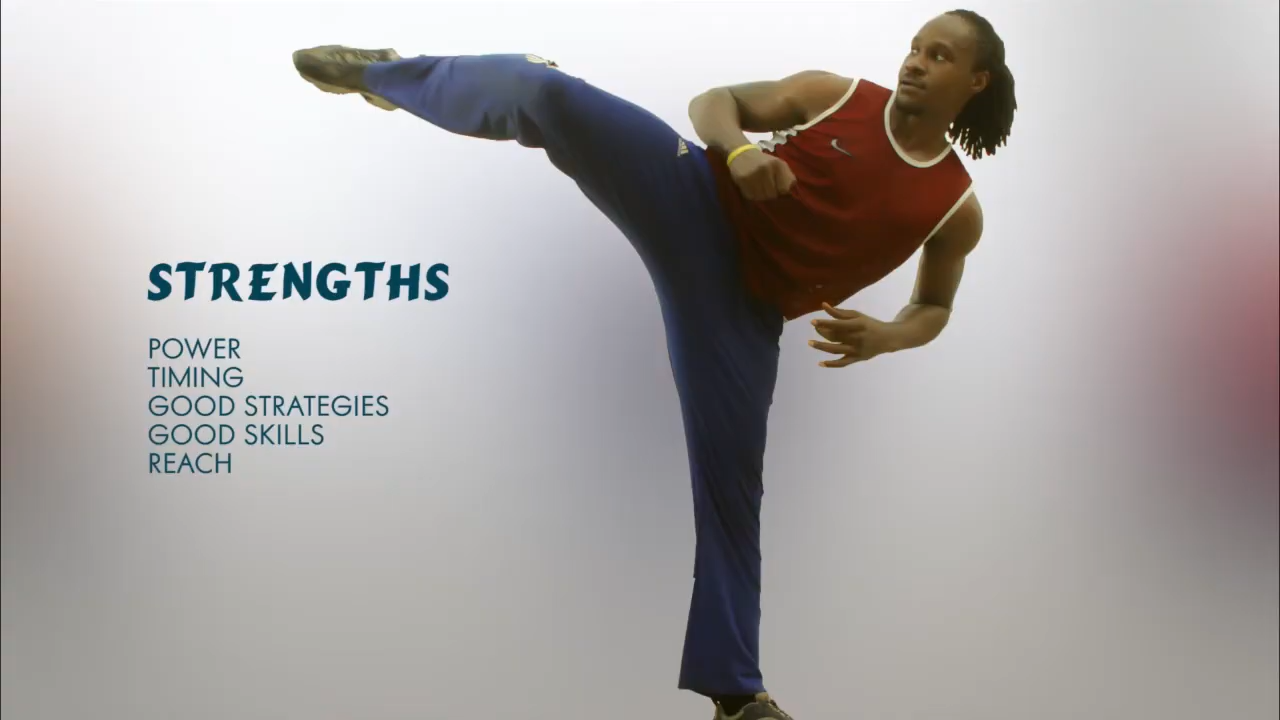 STRENGTHS
POWER
TIMING
GOOD STRATEGIES
GOOD SKILLS
REACH